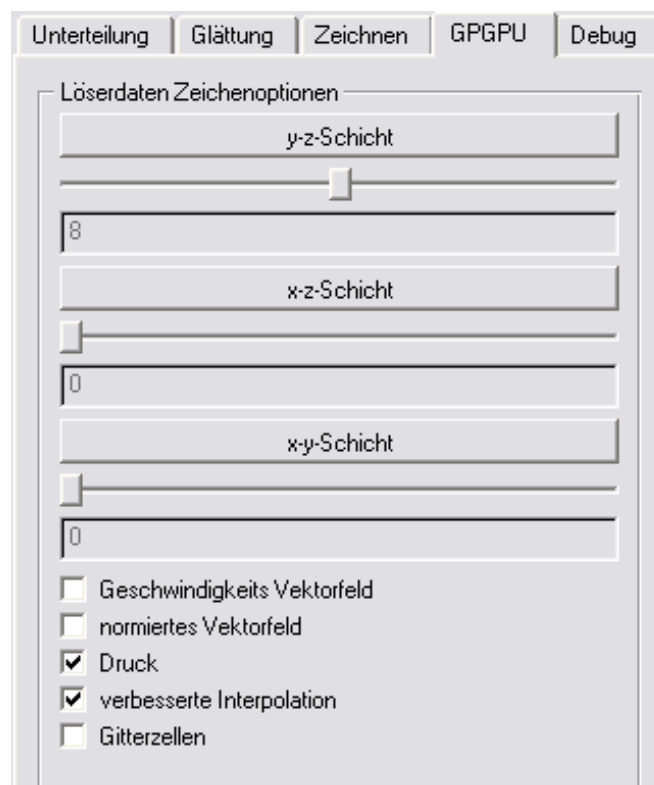 Unterteilung Glättung Zeichnen GPGPU Debug
Löserdaten Zeichenoptionen
y-z-Schicht
8
x-z-Schicht
0
x-y-Schicht
0
Geschwindigkeits Vektorfeld
normiertes Vektorfeld
Druck
verbesserte Interpolation
Gitterzellen